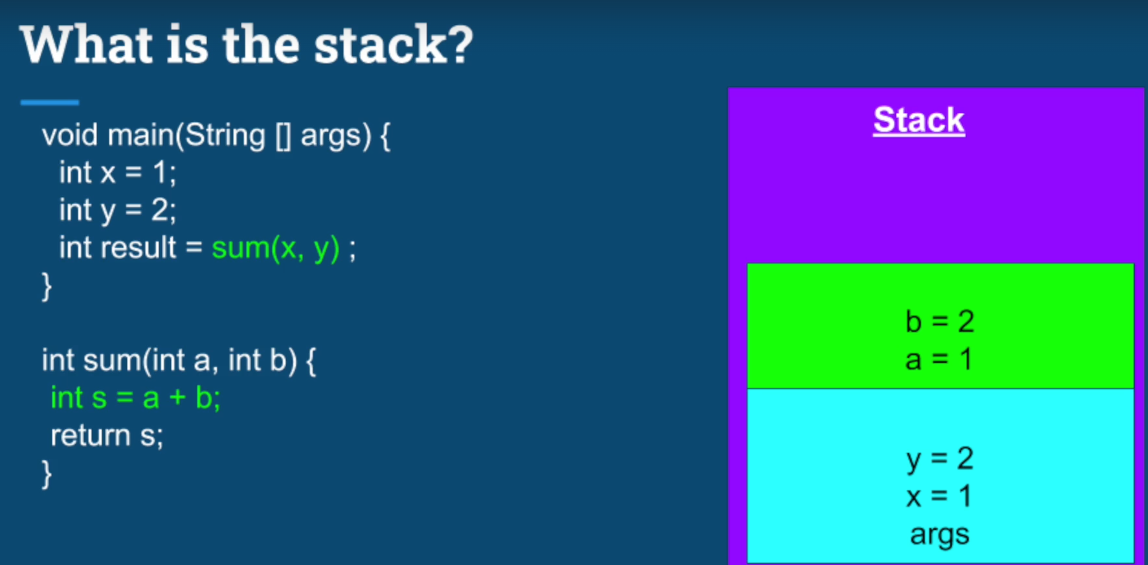 What is the stack?
void main(String [] args) {
int x = 1;
int y = 2;
int result = sum(x, y) ;
}
int sum(int a, int b) {
int s = a + b;
return s;
}
Stack
b = 2
a = 1
y = 2
x = 1
args